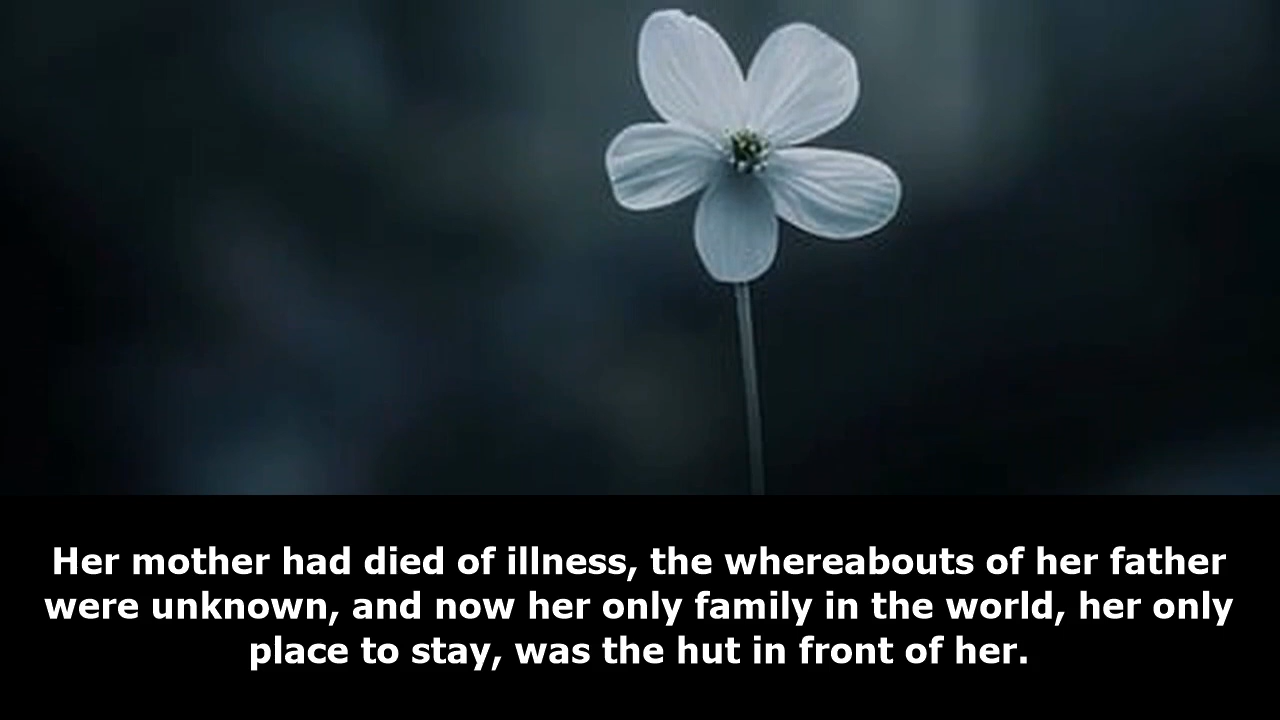 Her mother had died of illness, the whereabouts of her father
were unknown, and now her only family in the world, her only
place to stay, was the hut in front of her.